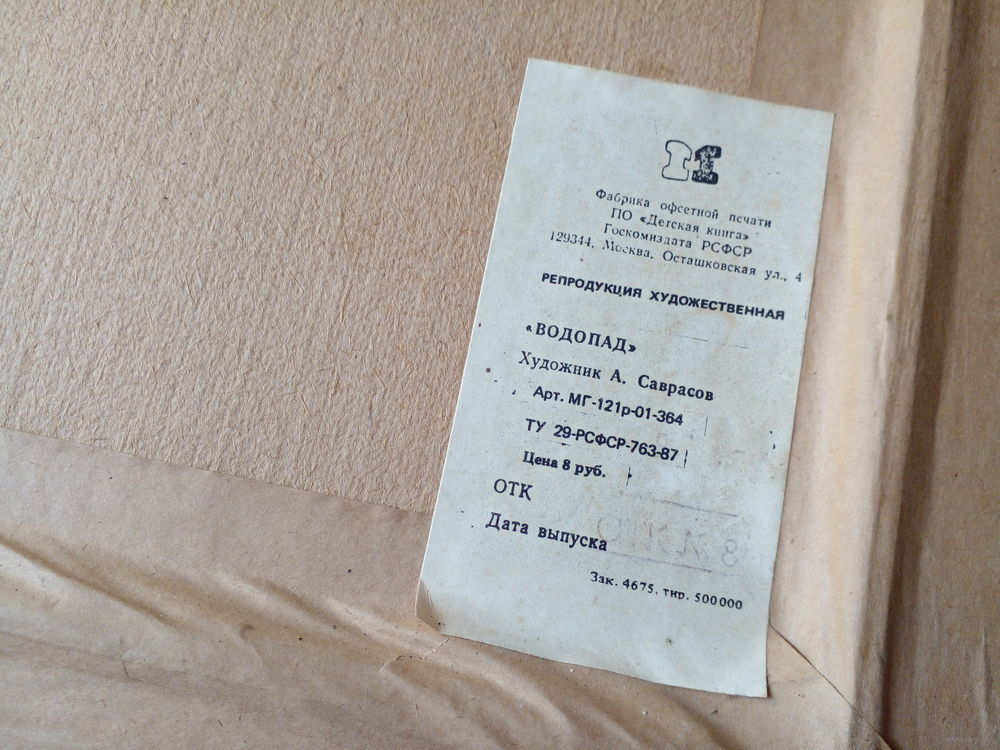 Фабрика офсетной печати
ПО «Детская книга»
Госкомиздата РСФСР
129344, Москва, Осташковская ул., 4
РЕПРОДУКЦИЯ ХУДОЖЕСТВЕННАЯ
«ВОДОПАД»
Художник А. Саврасов
Арт. МГ-121р-01-364
ТУ 29-РСФСР-763-87
Цена 8 руб.
ОТК
Дата выпуска
Зак. 4675. тир. 500000